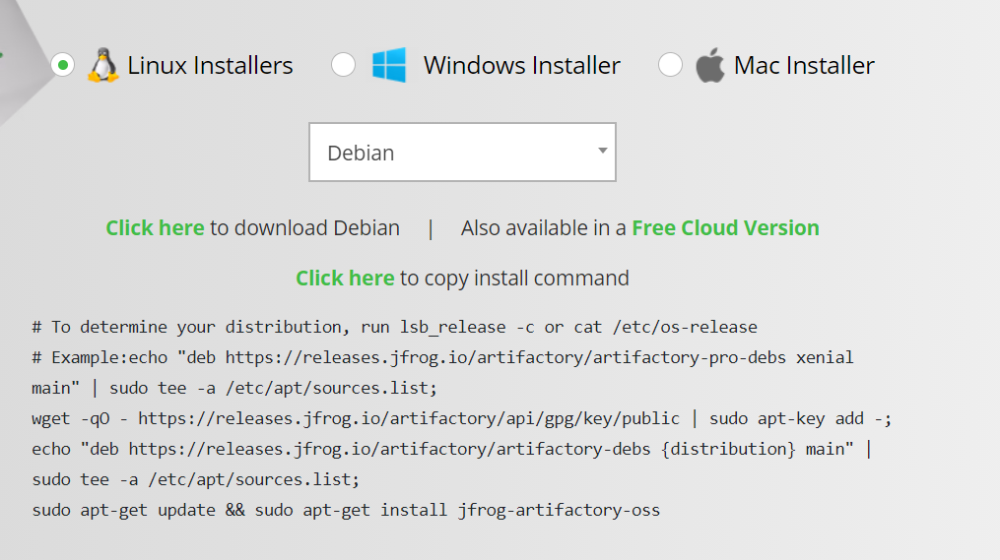 Linux Installers Windows Installer Mac Installer
Debian
Click here to download Debian | Also available in a Free Cloud Version
Click here to copy install command
# To determine your distribution, run lsb_release -c or cat /etc/os-release
# Example:echo "deb https://releases.jfrog.io/artifactory/artifactory-pro-debs xenial
main" | sudo tee -a /etc/apt/sources.list;
wget -qO - https://releases.jfrog.io/artifactory/api/gpg/key/public | sudo apt-key add -;
echo "deb https://releases.jfrog.io/artifactory/artifactory-debs {distribution} main" |
sudo tee -a /etc/apt/sources.list;
sudo apt-get update && sudo apt-get install jfrog-artifactory-oss